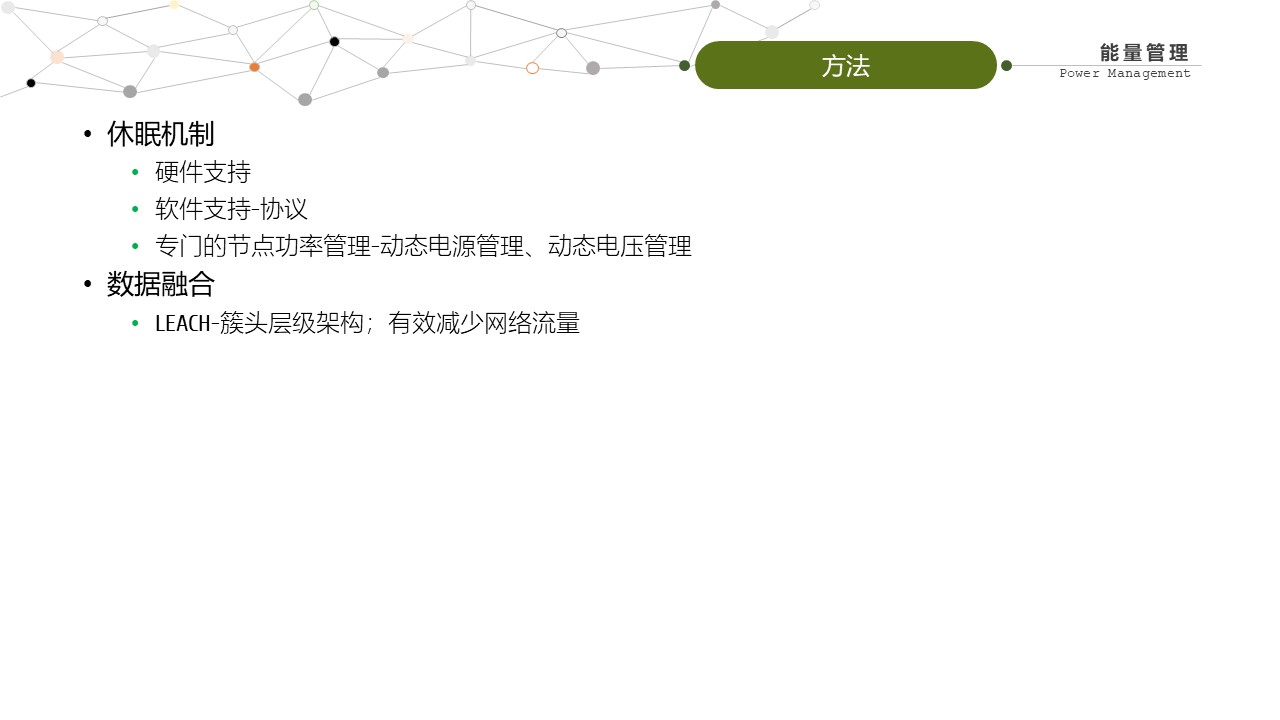 方法
能量管理
Power Management
• 休眠机制
• 硬件支持
• 软件支持-协议
• 专门的节点功率管理-动态电源管理、动态电压管理
• 数据融合
• LEACH-簇头层级架构；有效减少网络流量